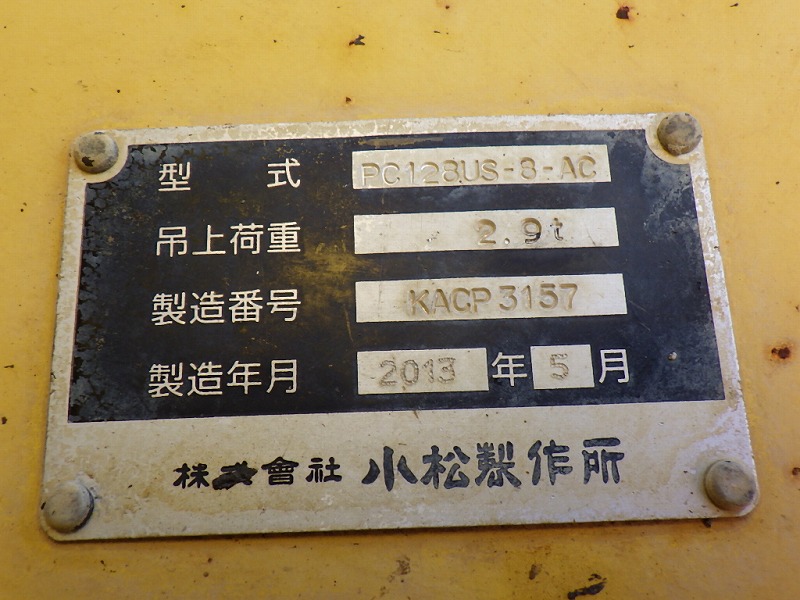 型式 PC128US-8-AC
吊上荷重 2.9t
製造番号 KACP3157
製造年月 2013年5月
株式會社 小松製作所